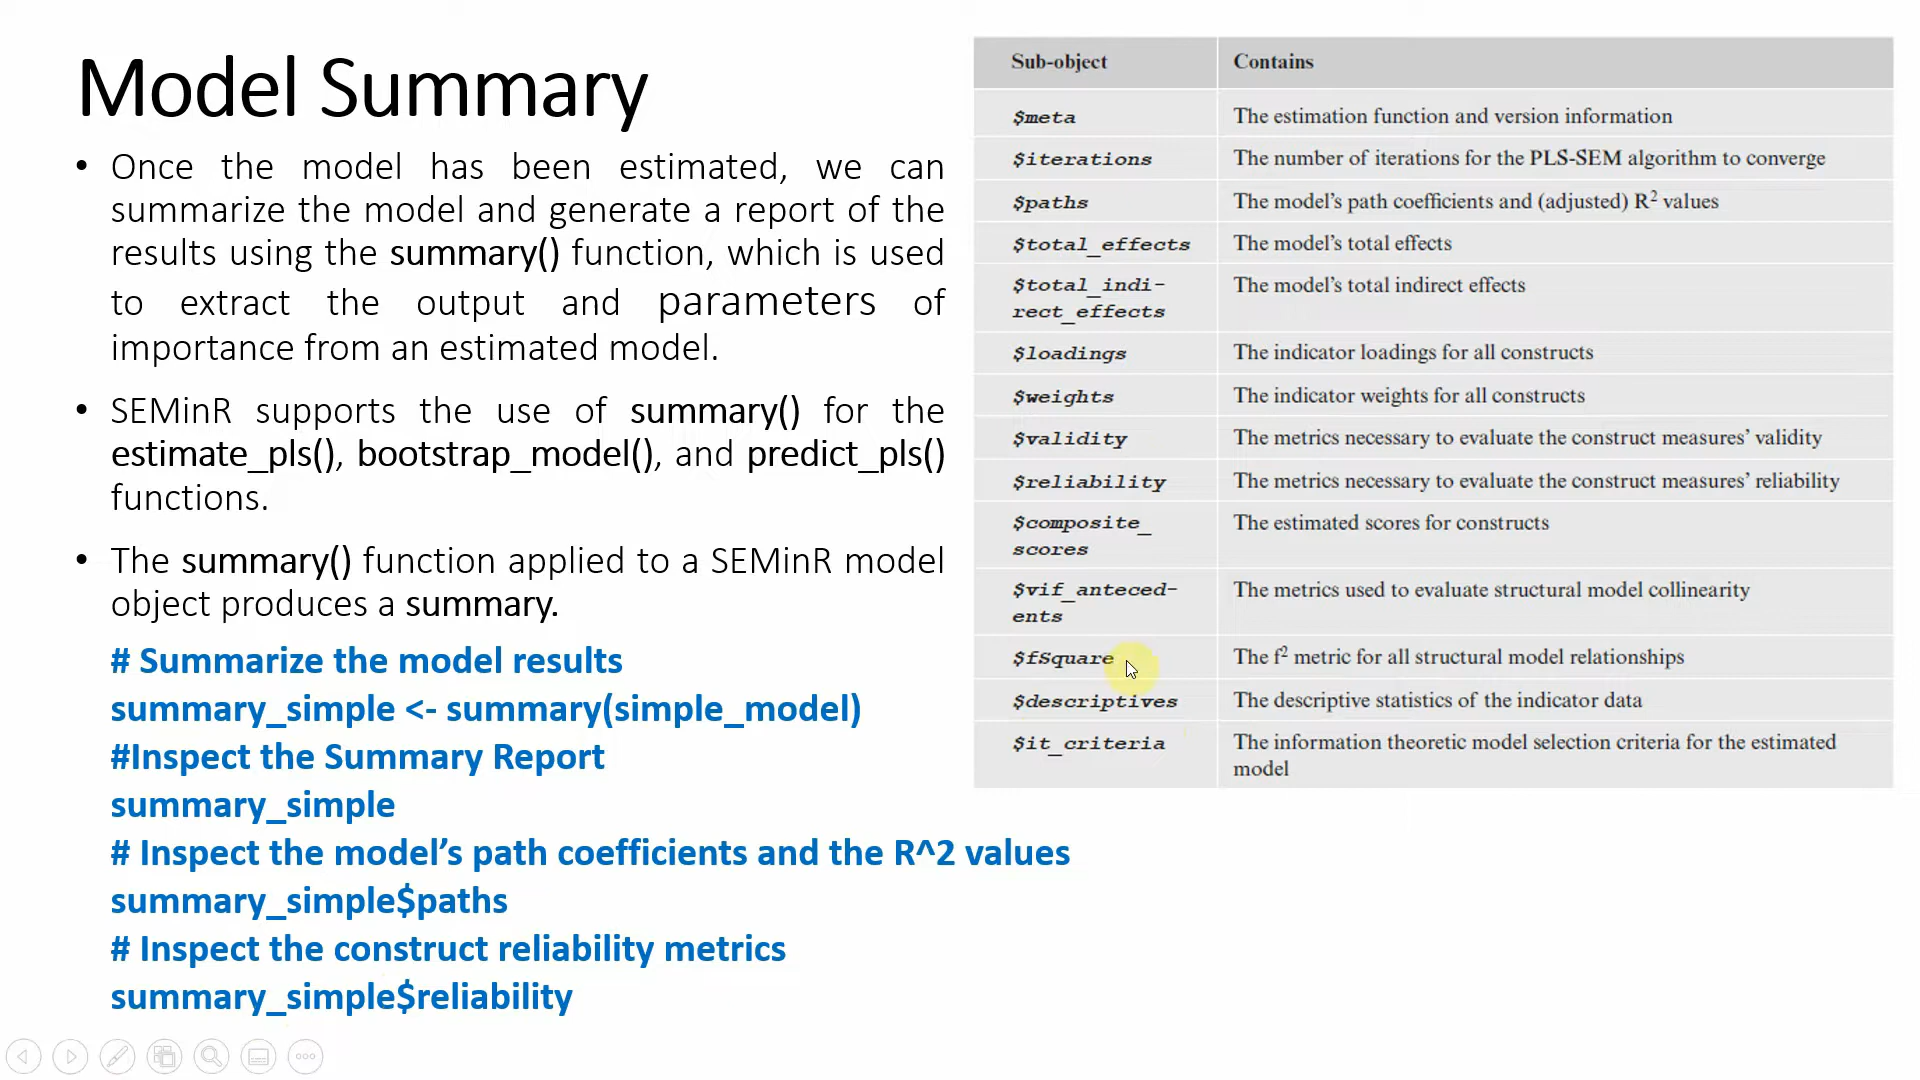 Model Summary
• Once the model has been estimated, we can
summarize the model and generate a report of the
results using the summary() function, which is used
to extract the output and parameters of
importance from an estimated model.
• SEMinR supports the use of summary() for the
estimate_pls(), bootstrap_model(), and predict_pls()
functions.
• The summary() function applied to a SEMinR model
object produces a summary.
# Summarize the model results
summary_simple <- summary(simple_model)
#Inspect the Summary Report
summary_simple
# Inspect the model’s path coefficients and the R^2 values
summary_simple$paths
# Inspect the construct reliability metrics
summary_simple$reliability
Sub-object Contains
$meta The estimation function and version information
$iterations The number of iterations for the PLS-SEM algorithm to converge
$paths The model’s path coefficients and (adjusted) R² values
$total_effects The model’s total effects
$total_indi- The model’s total indirect effects
rect_effects
$loadings The indicator loadings for all constructs
$weights The indicator weights for all constructs
$validity The metrics necessary to evaluate the construct measures’ validity
$reliability The metrics necessary to evaluate the construct measures’ reliability
$composite_ The estimated scores for constructs
scores
$vif_anteced- The metrics used to evaluate structural model collinearity
ents
$fSquare The f² metric for all structural model relationships
$descriptives The descriptive statistics of the indicator data
$it_criteria The information theoretic model selection criteria for the estimated
model